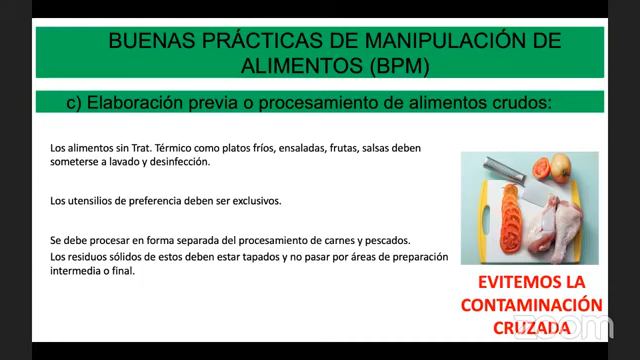 BUENAS PRÁCTICAS DE MANIPULACIÓN DE
ALIMENTOS (BPM)
c) Elaboración previa o procesamiento de alimentos crudos:
Los alimentos sin Trat. Térmico como platos fríos, ensaladas, frutas, salsas deben
someterse a lavado y desinfección.
Los utensilios de preferencia deben ser exclusivos.
Se debe procesar en forma separada del procesamiento de carnes y pescados.
Los residuos sólidos de estos deben estar tapados y no pasar por áreas de preparación
intermedia o final.
EVITEMOS LA
CONTAMINACIÓN
CRUZADA
zoom